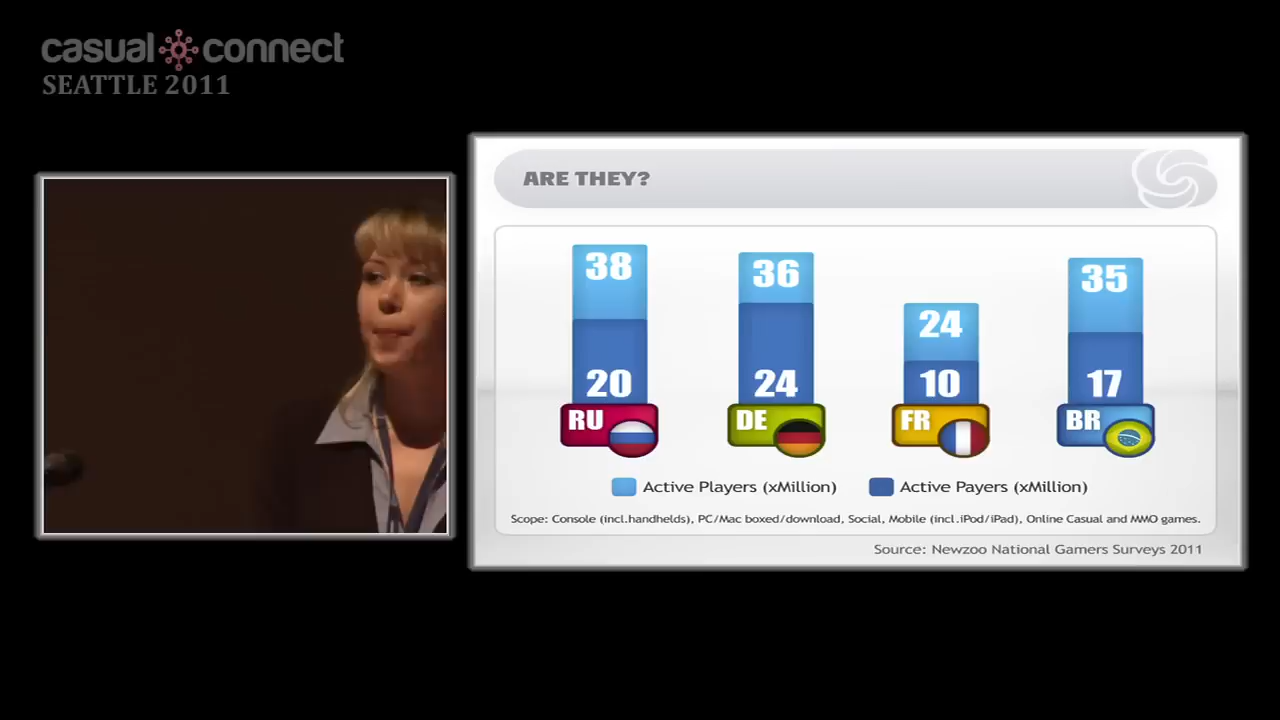 casual connect
SEATTLE 2011
ARE THEY?
38
36
24
35
20
24
10
17
RU
DE
FR
BR
Active Players (xMillion)
Active Payers (xMillion)
Scope: Console (incl.handhelds), PC/Mac boxed/download, Social, Mobile (incl.iPod/iPad), Online Casual and MMO games.
Source: Newzoo National Gamers Surveys 2011